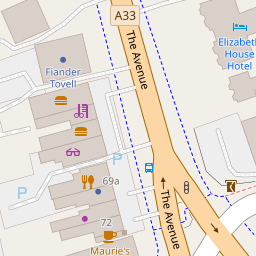 A33
The Avenue
Elizabeth
House
Hotel
Fiander
Tovell
P
P
69a
The Avenue
72
Maurie's